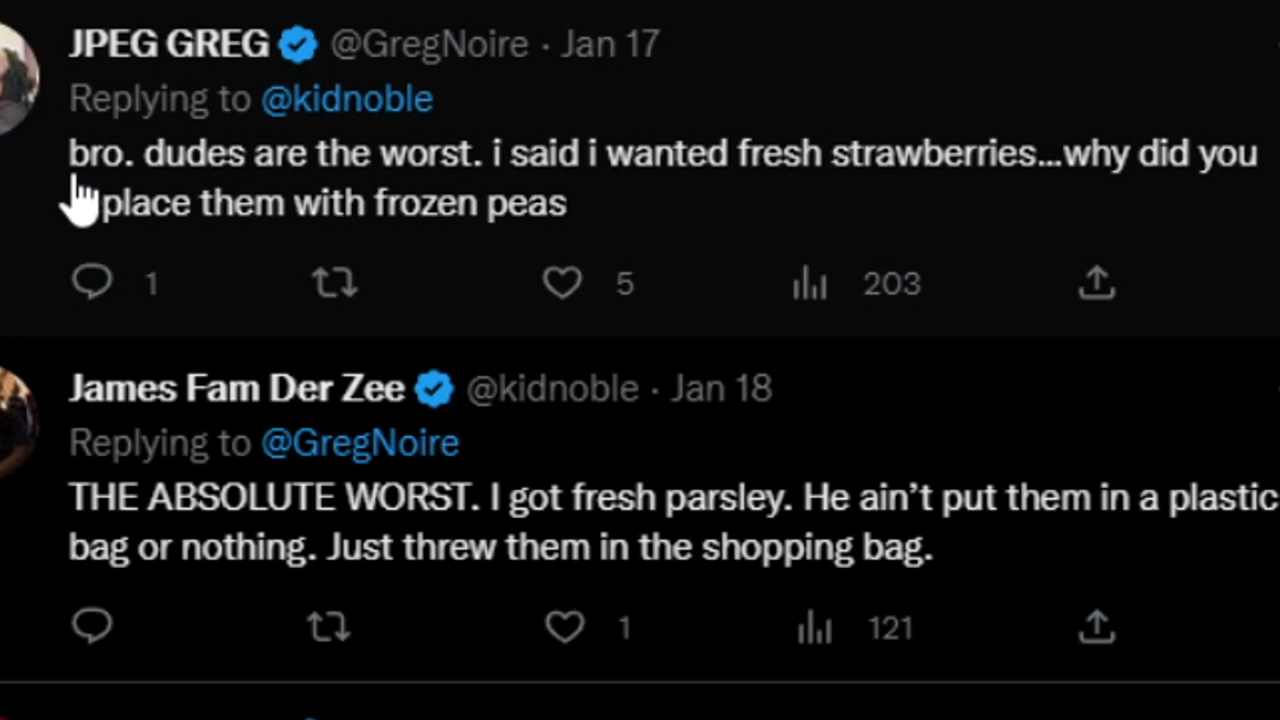 JPEG GREG @GregNoire · Jan 17
Replying to @kidnoble
bro. dudes are the worst. i said i wanted fresh strawberries...why did you
place them with frozen peas
1 5 203
James Fam Der Zee @kidnoble · Jan 18
Replying to @GregNoire
THE ABSOLUTE WORST. I got fresh parsley. He ain’t put them in a plastic
bag or nothing. Just threw them in the shopping bag.
1 121